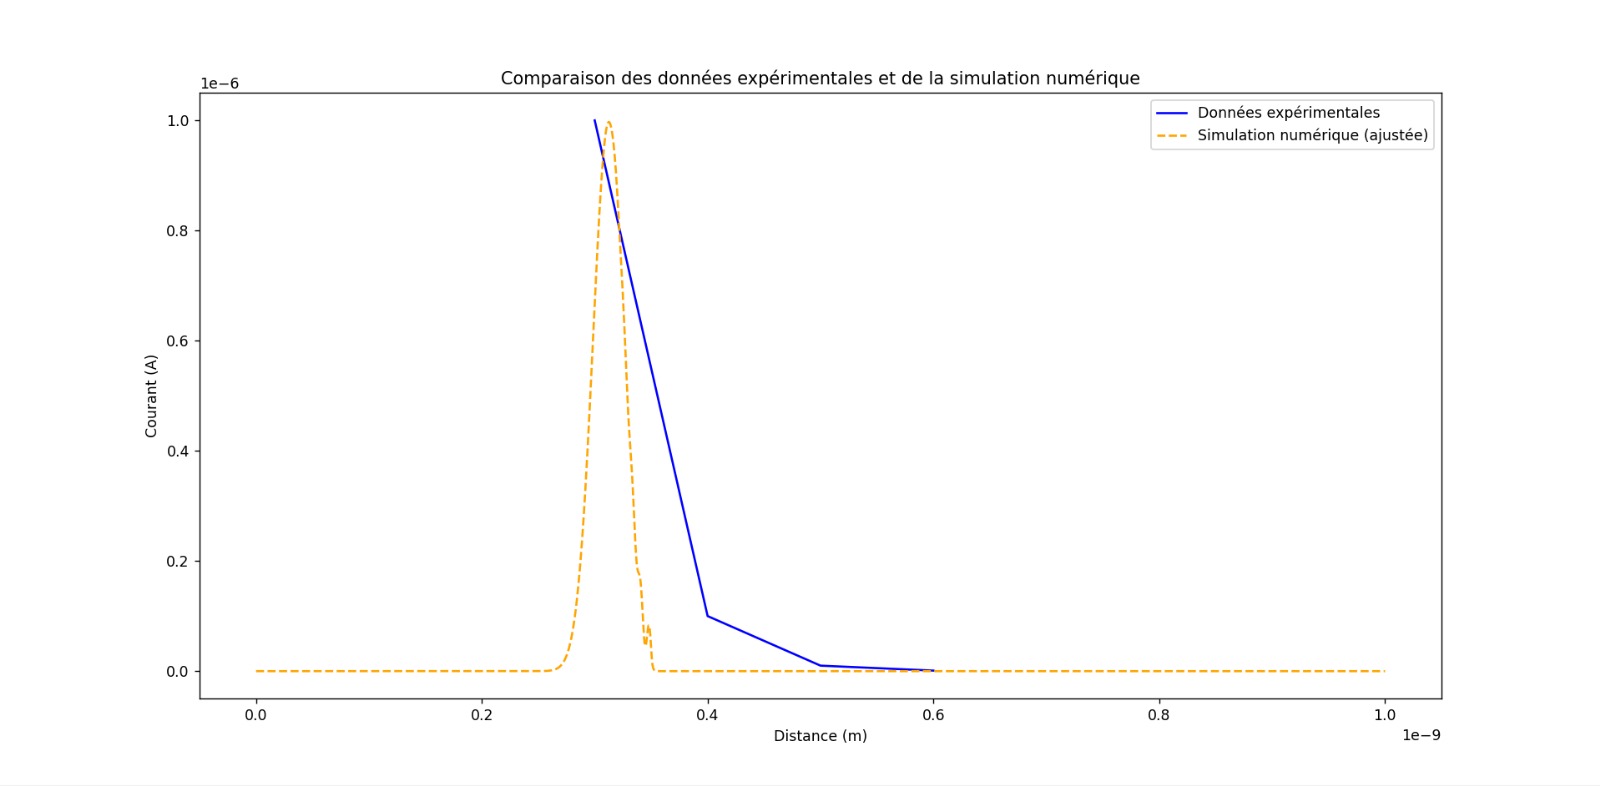 Comparaison des données expérimentales et de la simulation numérique
1e−6
Données expérimentales
Simulation numérique (ajustée)
1.0
0.8
0.6
0.4
0.2
0.0
Courant (A)
0.0 0.2 0.4 0.6 0.8 1.0
Distance (m)
1e−9